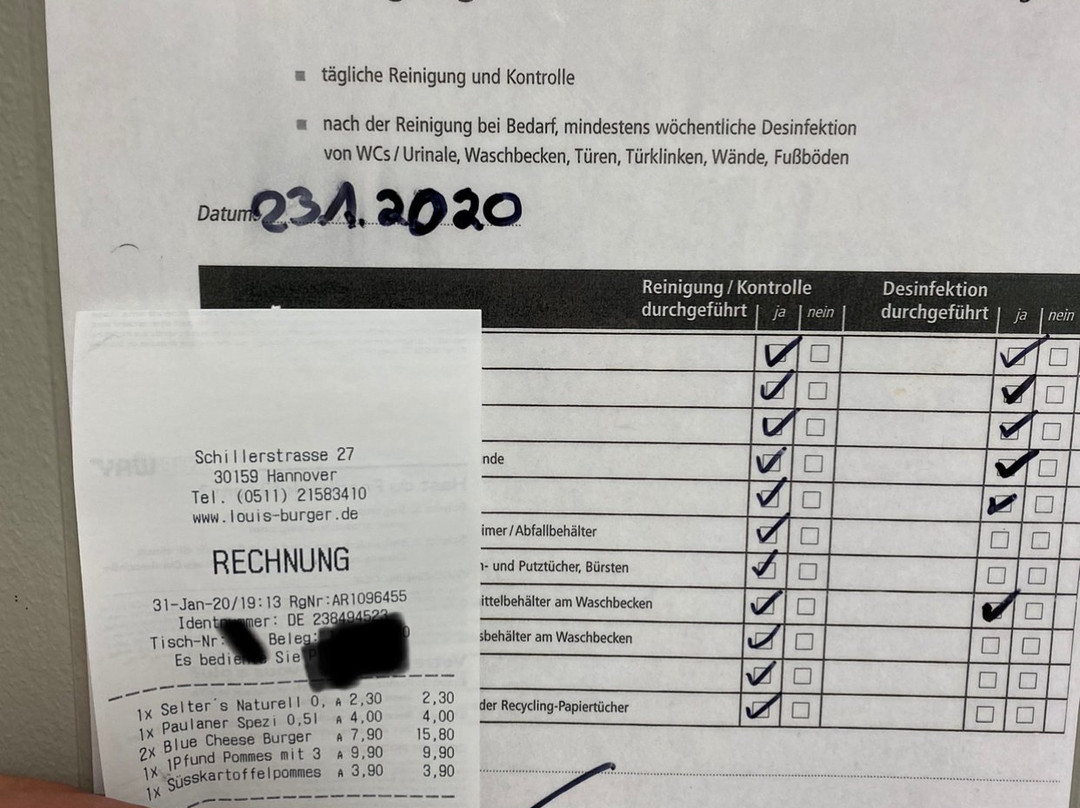 tägliche Reinigung und Kontrolle
nach der Reinigung bei Bedarf, mindestens wöchentliche Desinfektion
von WCs / Urinale, Waschbecken, Türen, Türklinken, Wände, Fußböden
Datum: 23.1.2020
Reinigung / Kontrolle
durchgeführt ja nein
Desinfektion
durchgeführt ja nein
nde
imer / Abfallbehälter
- und Putztücher, Bürsten
ittelbehälter am Waschbecken
sbehälter am Waschbecken
der Recycling-Papiertücher
Schillerstrasse 27
30159 Hannover
Tel. (0511) 21583410
www.louis-burger.de
RECHNUNG
31-Jan-20/19:13 RgNr:AR1096455
DE 238494523
Tisch-Nr: Beleg:
Es Sie
1x Selter's Naturell 0, A 2,30 2,30
1x Paulaner Spezi 0,5l A 4,00 4,00
2x Blue Cheese Burger A 7,90 15,80
1x 1Pfund Pommes mit 3 A 9,90 9,90
1x Süsskartoffelpommes A 3,90 3,90